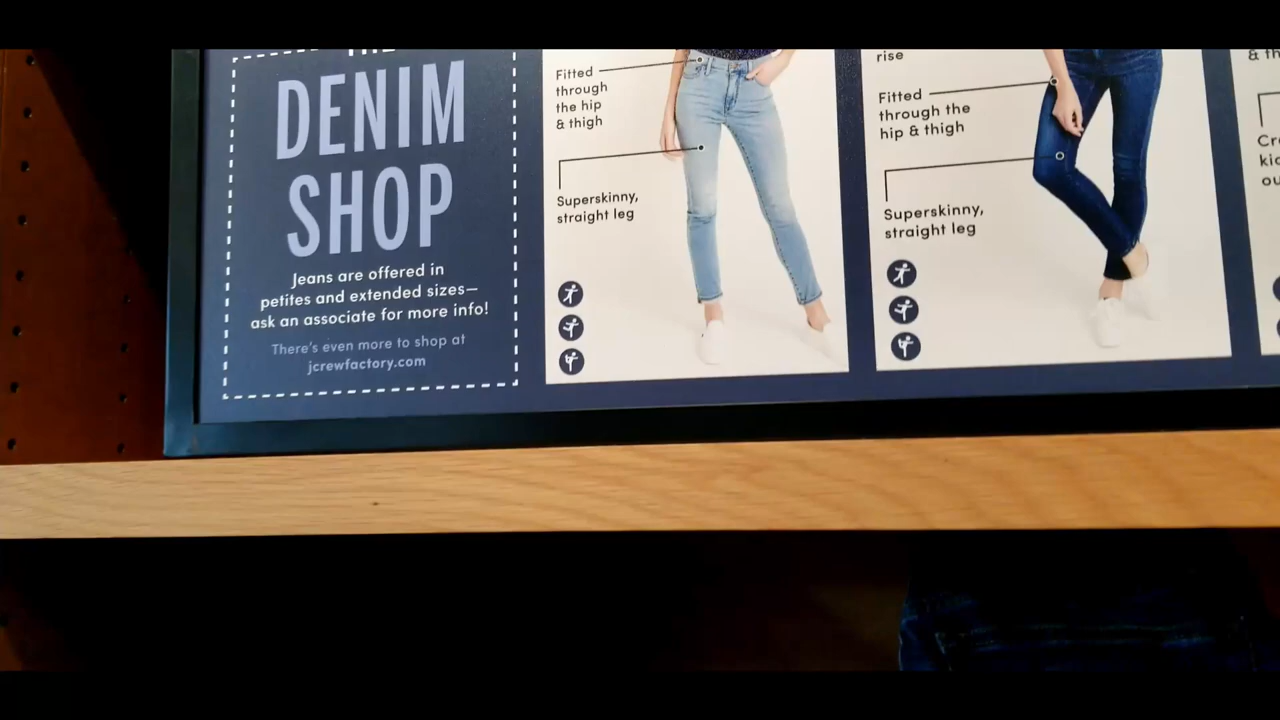 THE
DENIM
SHOP
Jeans are offered in
petites and extended sizes—
ask an associate for more info!
There's even more to shop at
jcrewfactory.com
Fitted
through
the hip
& thigh
Superskinny,
straight leg
rise
Fitted
through the
hip & thigh
Superskinny,
straight leg
& th